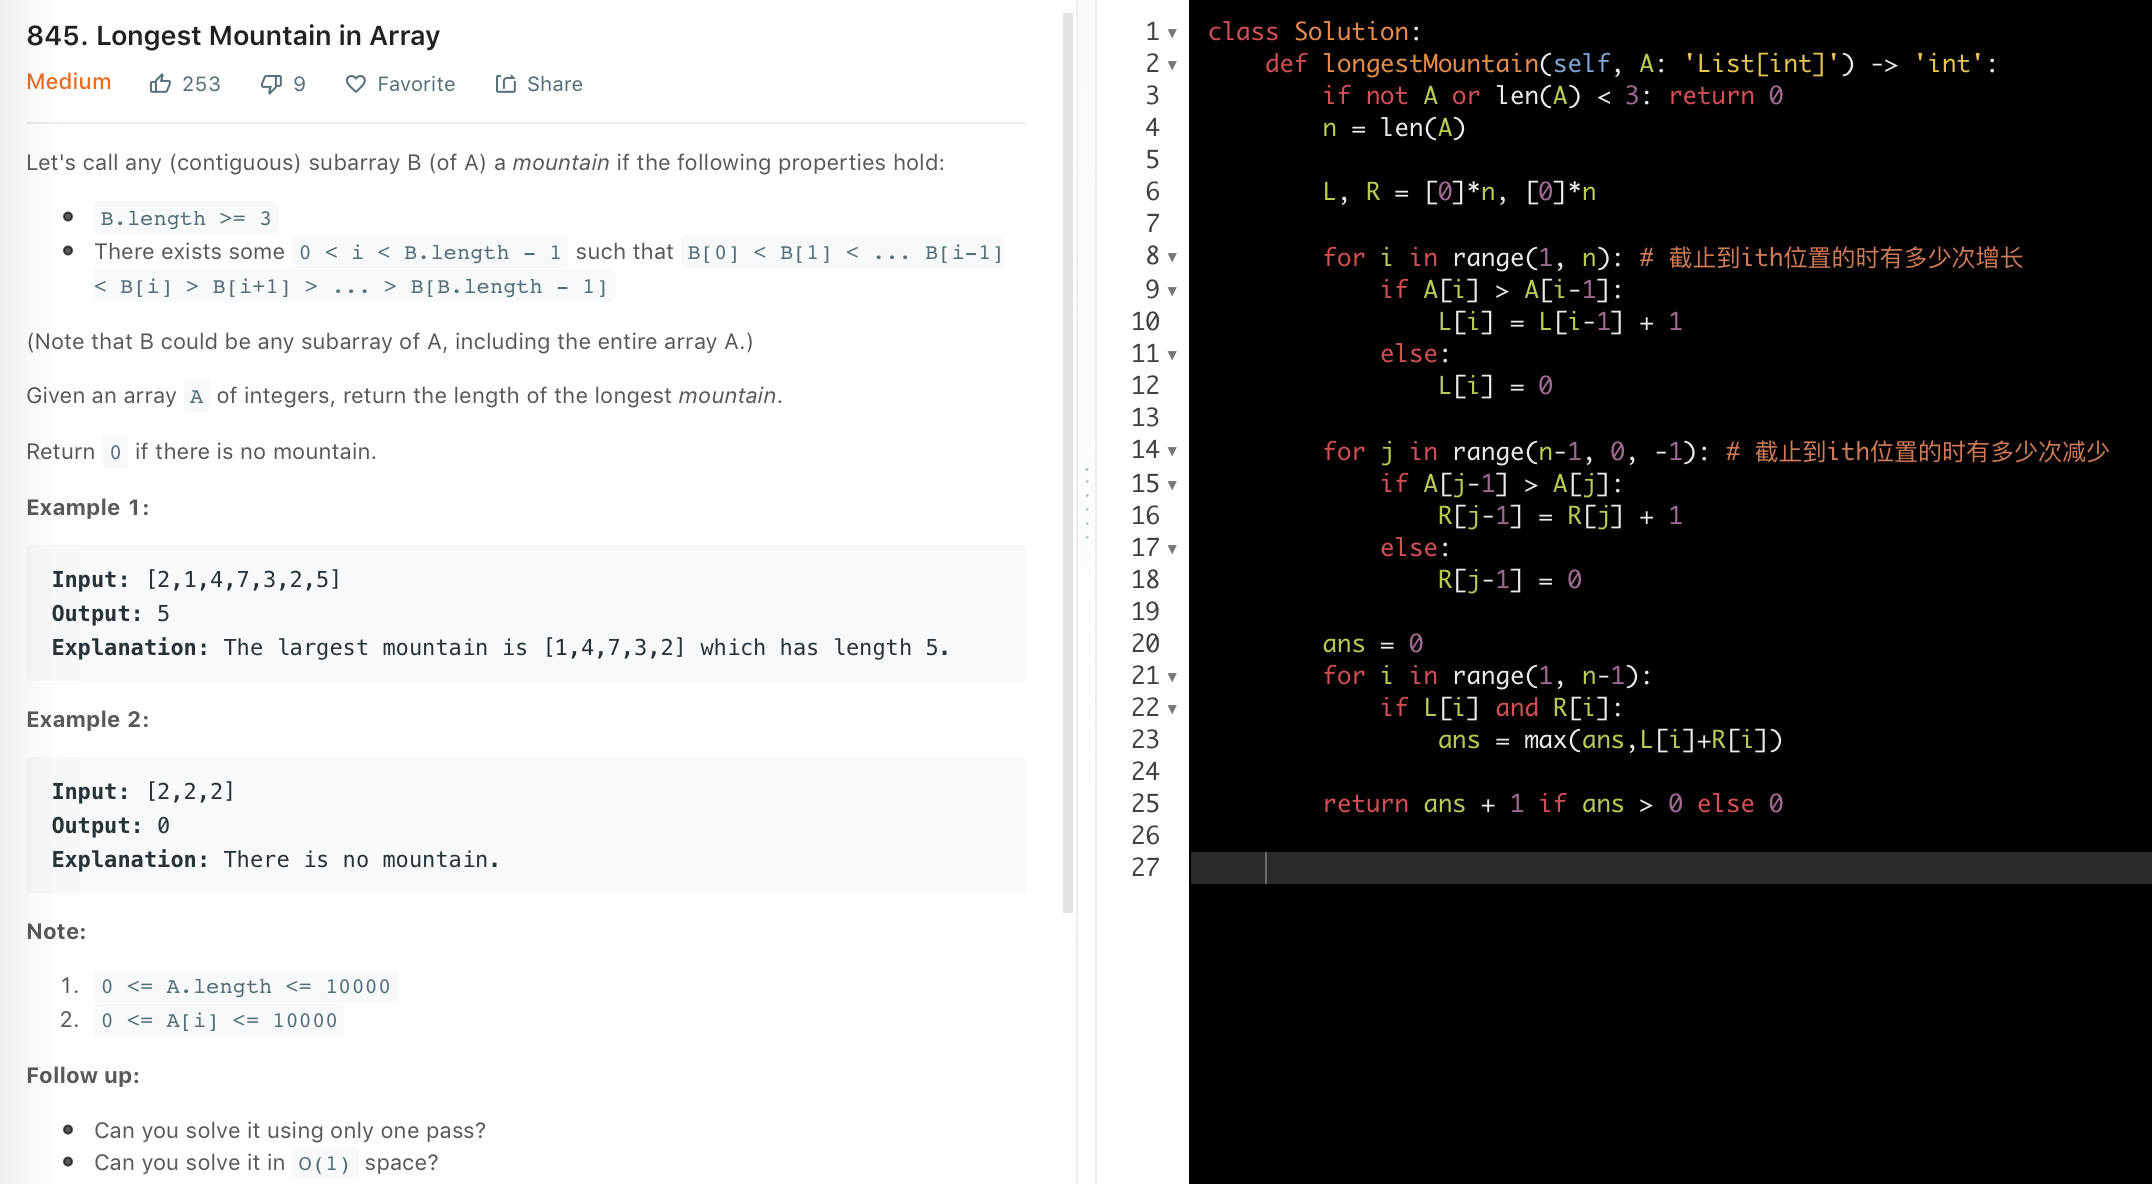 845. Longest Mountain in Array
Medium 253 9 Favorite Share
Let's call any (contiguous) subarray B (of A) a mountain if the following properties hold:
B.length >= 3
There exists some 0 < i < B.length - 1 such that B[0] < B[1] < ... B[i-1]
< B[i] > B[i+1] > ... > B[B.length - 1]
(Note that B could be any subarray of A, including the entire array A.)
Given an array A of integers, return the length of the longest mountain.
Return 0 if there is no mountain.
Example 1:
Input: [2,1,4,7,3,2,5]
Output: 5
Explanation: The largest mountain is [1,4,7,3,2] which has length 5.
Example 2:
Input: [2,2,2]
Output: 0
Explanation: There is no mountain.
Note:
1. 0 <= A.length <= 10000
2. 0 <= A[i] <= 10000
Follow up:
Can you solve it using only one pass?
Can you solve it in O(1) space?
1 class Solution:
2 def longestMountain(self, A: 'List[int]') -> 'int':
3 if not A or len(A) < 3: return 0
4 n = len(A)
5
6 L, R = [0]*n, [0]*n
7
8 for i in range(1, n): # 截止到ith位置的时有多少次增长
9 if A[i] > A[i-1]:
10 L[i] = L[i-1] + 1
11 else:
12 L[i] = 0
13
14 for j in range(n-1, 0, -1): # 截止到ith位置的时有多少次减少
15 if A[j-1] > A[j]:
16 R[j-1] = R[j] + 1
17 else:
18 R[j-1] = 0
19
20 ans = 0
21 for i in range(1, n-1):
22 if L[i] and R[i]:
23 ans = max(ans,L[i]+R[i])
24
25 return ans + 1 if ans > 0 else 0
26
27